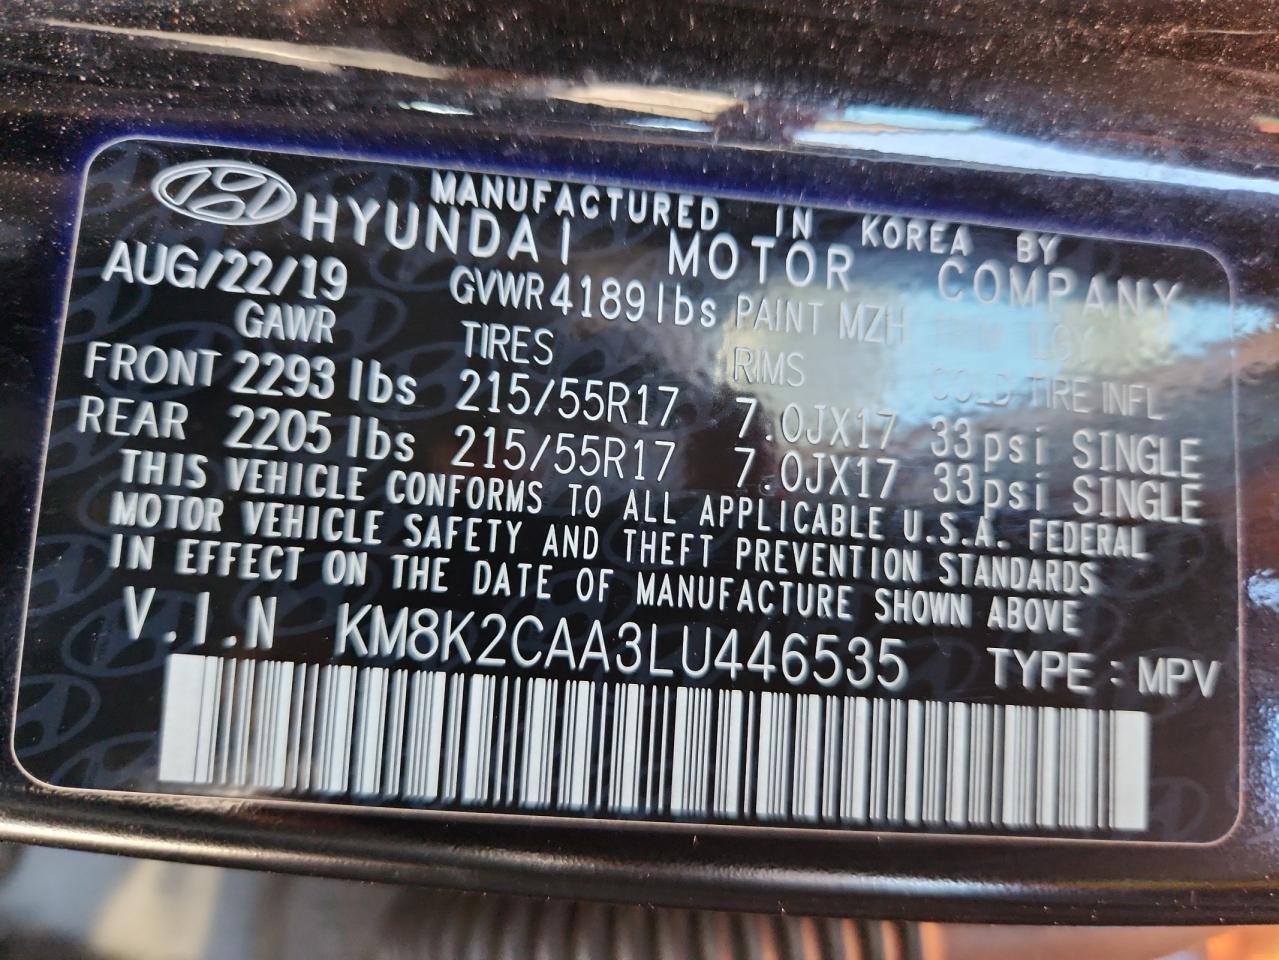 MANUFACTURED IN KOREA BY
HYUNDAI MOTOR COMPANY
AUG/22/19 GVWR 4189 lbs PAINT MZH LGY
GAWR TIRES RIMS COLD TIRE INFL
FRONT 2293 lbs 215/55R17 7.0JX17 33psi SINGLE
REAR 2205 lbs 215/55R17 7.0JX17 33psi SINGLE
THIS VEHICLE CONFORMS TO ALL APPLICABLE U.S.A. FEDERAL
MOTOR VEHICLE SAFETY AND THEFT PREVENTION STANDARDS
IN EFFECT ON THE DATE OF MANUFACTURE SHOWN ABOVE
V.I.N KM8K2CAA3LU446535 TYPE : MPV